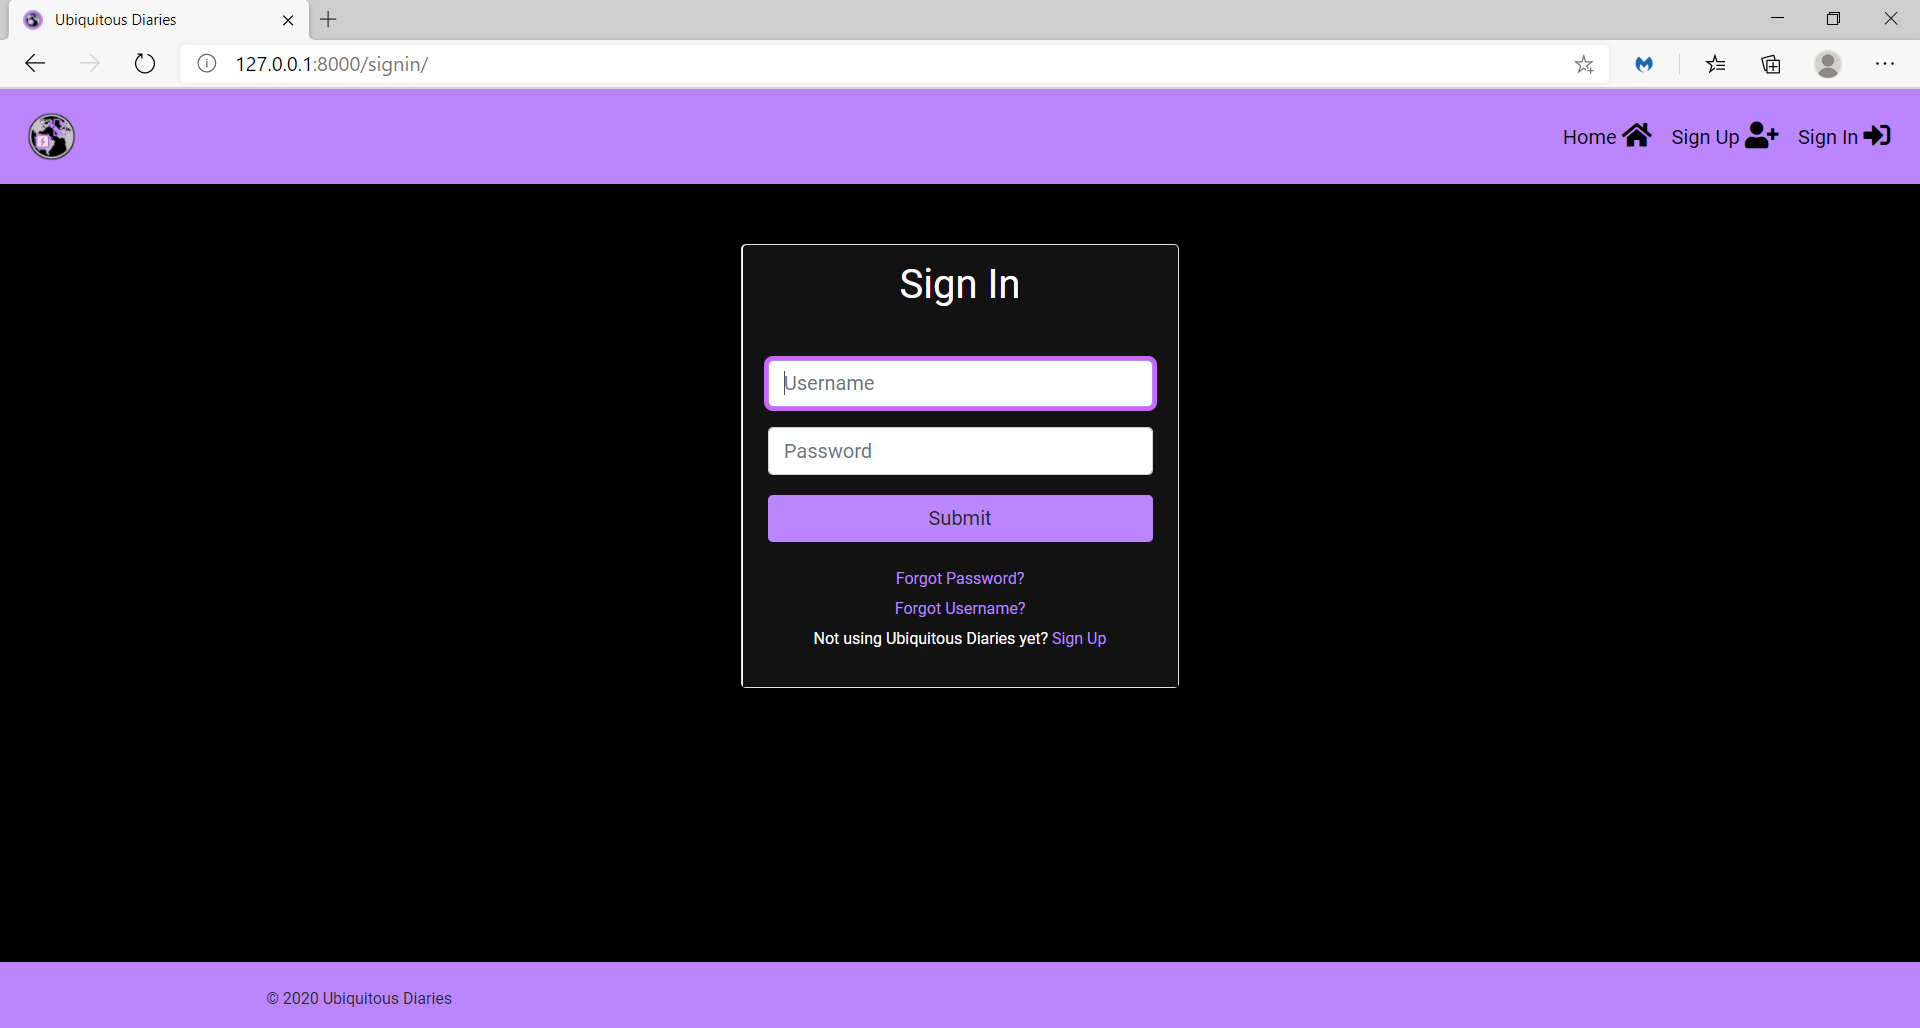 Ubiquitous Diaries
127.0.0.1:8000/signin/
Home Sign Up Sign In
Sign In
Username
Password
Submit
Forgot Password?
Forgot Username?
Not using Ubiquitous Diaries yet? Sign Up
© 2020 Ubiquitous Diaries